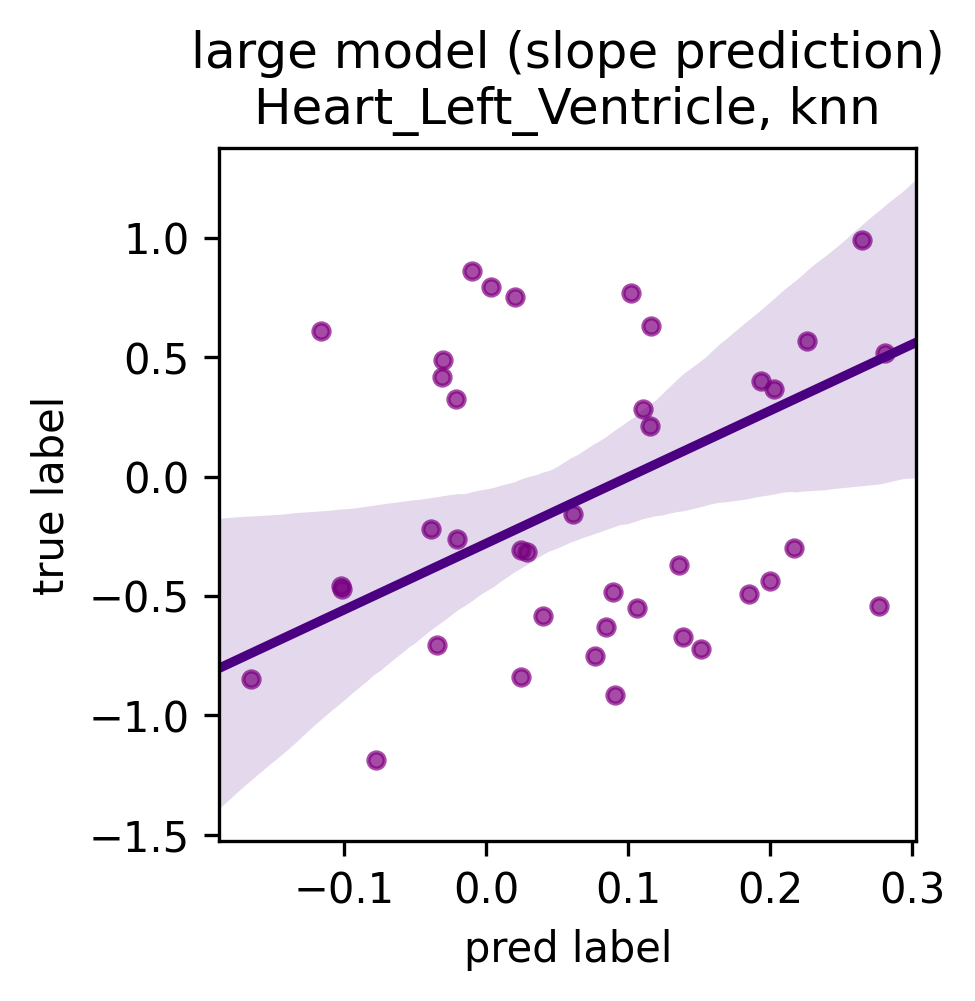 large model (slope prediction)
Heart_Left_Ventricle, knn
1.0
0.5
0.0
−0.5
−1.0
−1.5
true label
−0.1
0.0
0.1
0.2
0.3
pred label